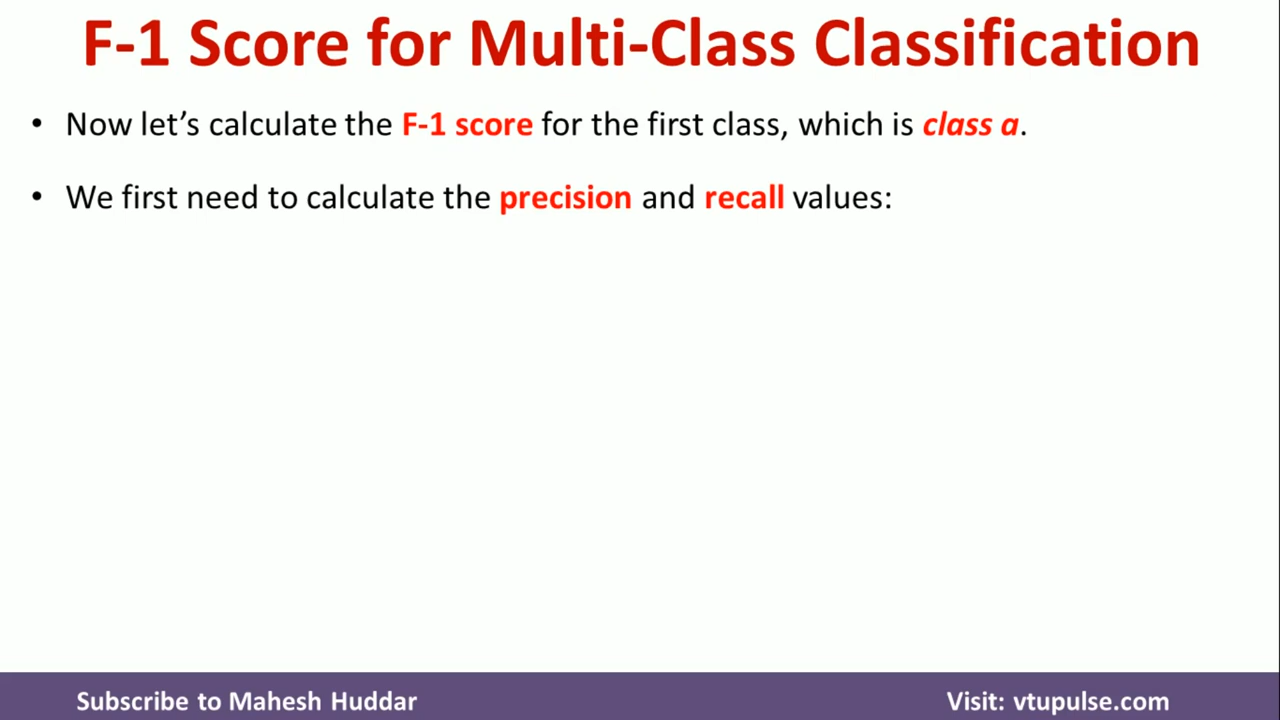 F-1 Score for Multi-Class Classification
• Now let’s calculate the F-1 score for the first class, which is class a.
• We first need to calculate the precision and recall values:
Subscribe to Mahesh Huddar
Visit: vtupulse.com